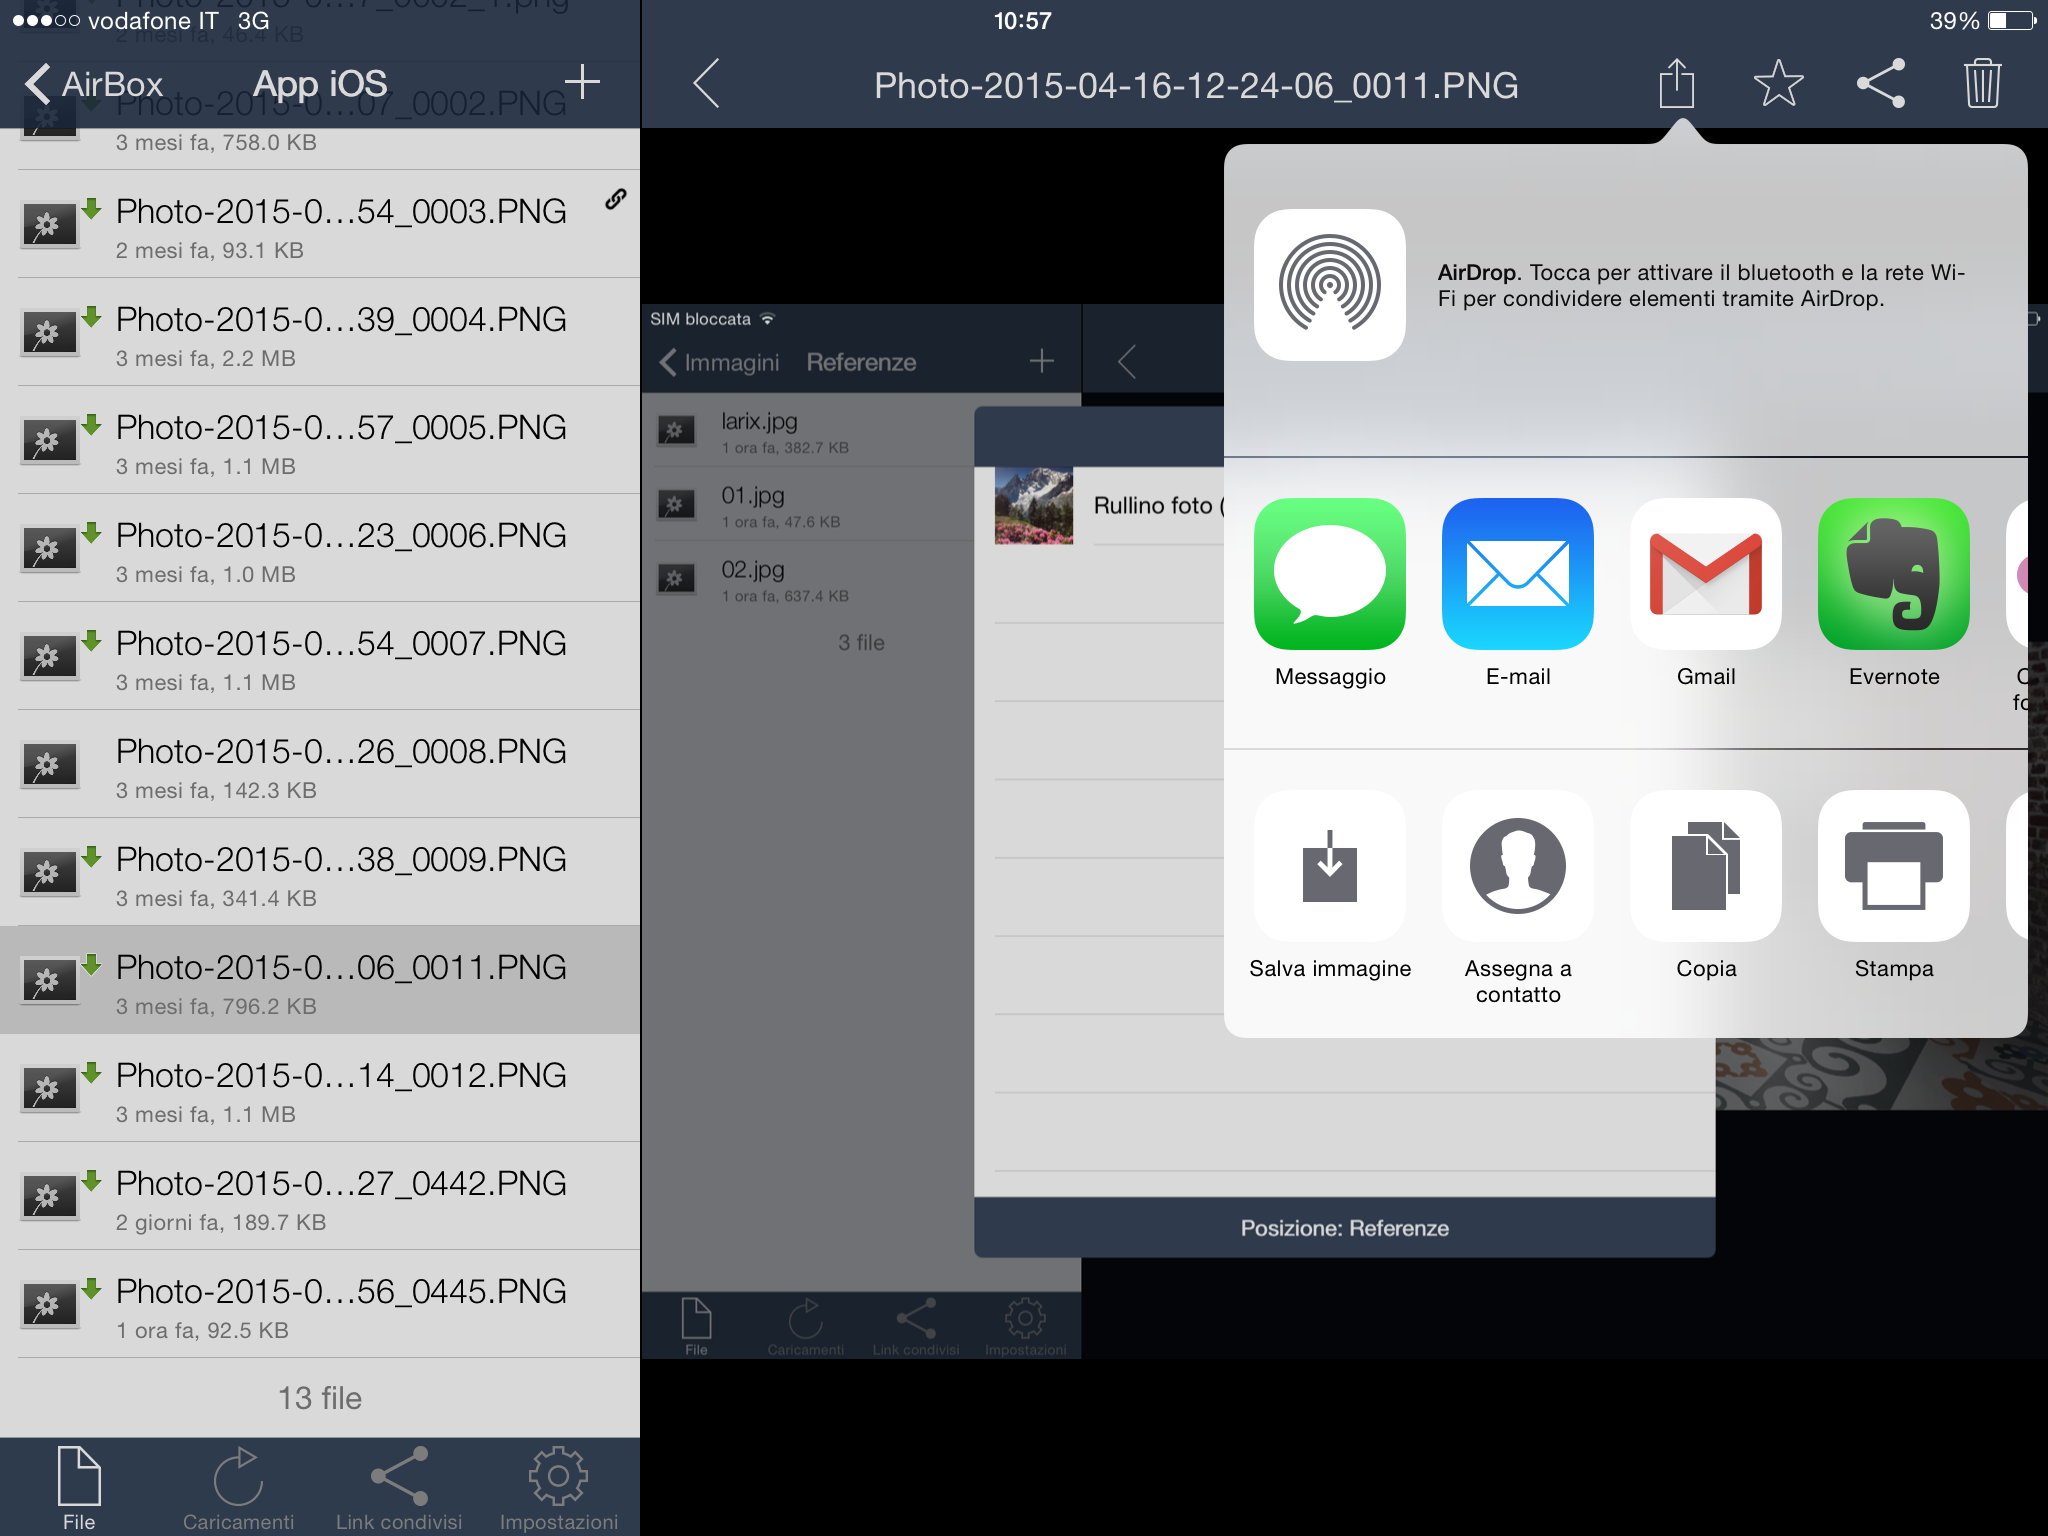 vodafone IT 3G
10:57
39%
2 mesi fa, 46.4 KB
AirBox
App iOS
Photo-2015-04-16-12-24-06_0011.PNG
3 mesi fa, 758.0 KB
Photo-2015-0...54_0003.PNG
2 mesi fa, 93.1 KB
Photo-2015-0...39_0004.PNG
3 mesi fa, 2.2 MB
Photo-2015-0...57_0005.PNG
3 mesi fa, 1.1 MB
Photo-2015-0...23_0006.PNG
3 mesi fa, 1.0 MB
Photo-2015-0...54_0007.PNG
3 mesi fa, 1.1 MB
Photo-2015-0...26_0008.PNG
3 mesi fa, 142.3 KB
Photo-2015-0...38_0009.PNG
3 mesi fa, 341.4 KB
Photo-2015-0...06_0011.PNG
3 mesi fa, 796.2 KB
Photo-2015-0...14_0012.PNG
3 mesi fa, 1.1 MB
Photo-2015-0...27_0442.PNG
2 giorni fa, 189.7 KB
Photo-2015-0...56_0445.PNG
1 ora fa, 92.5 KB
13 file
File
Caricamenti
Link condivisi
Impostazioni
SIM bloccata
Immagini
Referenze
larix.jpg
1 ora fa, 382.7 KB
01.jpg
1 ora fa, 47.6 KB
02.jpg
1 ora fa, 637.4 KB
3 file
Rullino foto (
Posizione: Referenze
File
Caricamenti
Link condivisi
Impostazioni
AirDrop. Tocca per attivare il bluetooth e la rete Wi-
Fi per condividere elementi tramite AirDrop.
Messaggio
E-mail
Gmail
Evernote
Salva immagine
Assegna a
contatto
Copia
Stampa